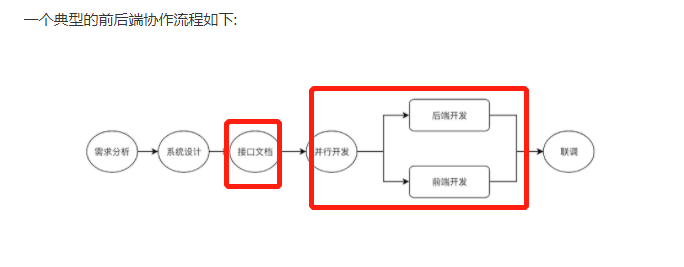 一个典型的前后端协作流程如下:
后端开发
需求分析
系统设计
接口文档
并行开发
联调
前端开发